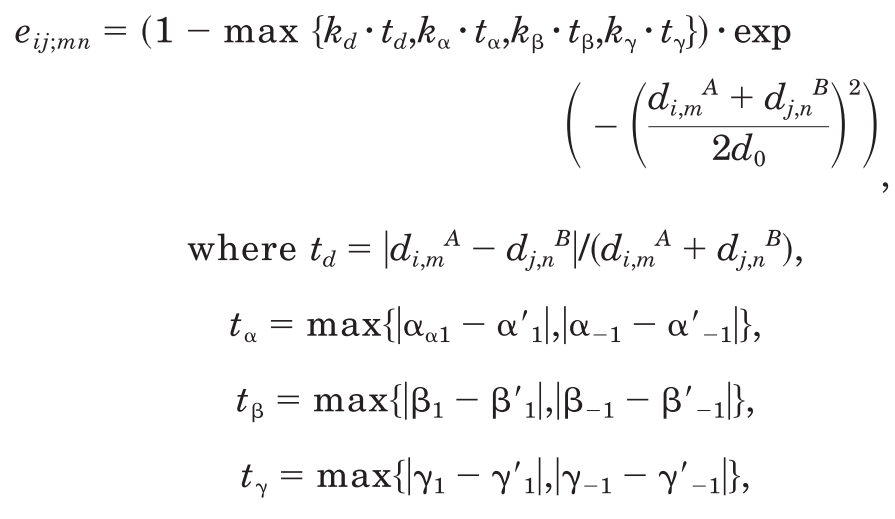 e_{ij;mn} = (1 − max {k_d · t_d,k_α · t_α,k_β · t_β,k_γ · t_γ}) · exp
(− ((d_{i,m}^A + d_{j,n}^B) / 2d_0)^2),
where t_d = |d_{i,m}^A − d_{j,n}^B|/(d_{i,m}^A + d_{j,n}^B),
t_α = max{|α_{α1} − α′_1|,|α_{−1} − α′_{−1}|},
t_β = max{|β_1 − β′_1|,|β_{−1} − β′_{−1}|},
t_γ = max{|γ_1 − γ′_1|,|γ_{−1} − γ′_{−1}|},